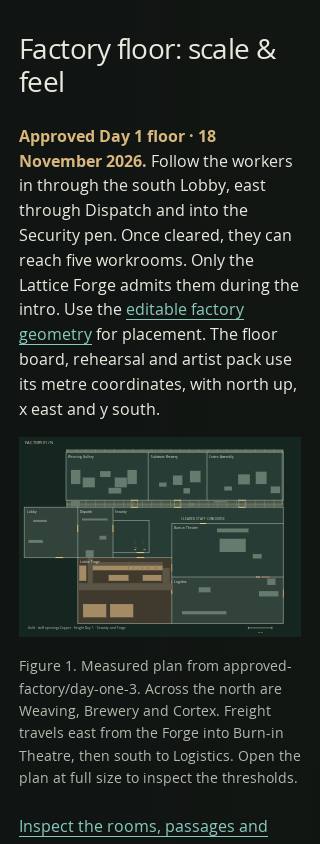 Factory floor: scale &
feel
Approved Day 1 floor · 18
November 2026. Follow the workers
in through the south Lobby, east
through Dispatch and into the
Security pen. Once cleared, they can
reach five workrooms. Only the
Lattice Forge admits them during the
intro. Use the editable factory
geometry for placement. The floor
board, rehearsal and artist pack use
its metre coordinates, with north up,
x east and y south.
Weaving Gallery
Solutions Brewery
Cortex Assembly
Lobby
Dispatch
Security
CLEARED STAFF CONCOURSE
Burn-in Theatre
Lattice Forge
Logistics
Figure 1. Measured plan from approved-
factory/day-one-3. Across the north are
Weaving, Brewery and Cortex. Freight
travels east from the Forge into Burn-in
Theatre, then south to Logistics. Open the
plan at full size to inspect the thresholds.
Inspect the rooms, passages and